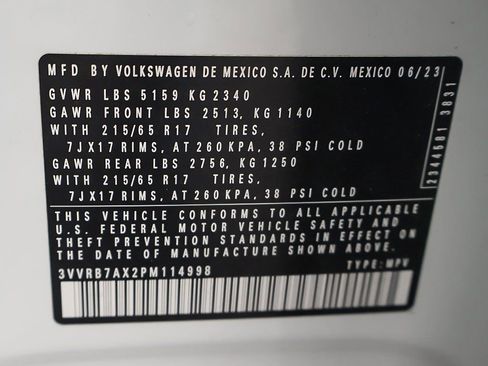 MFD BY VOLKSWAGEN DE MEXICO S.A. DE C.V. MEXICO 06/23
GVWR LBS 5159 KG 2340
GAWR FRONT LBS 2513, KG 1140
WITH 215/65 R17 TIRES,
7JX17 RIMS, AT 260 KPA, 38 PSI COLD
GAWR REAR LBS 2756, KG 1250
WITH 215/65 R17 TIRES,
7JX17 RIMS, AT 260 KPA, 38 PSI COLD
THIS VEHICLE CONFORMS TO ALL APPLICABLE
U.S. FEDERAL MOTOR VEHICLE SAFETY AND
THEFT PREVENTION STANDARDS IN EFFECT ON
THE DATE OF MANUFACTURE SHOWN ABOVE.
3VVRB7AX2PM114998 TYPE: MPV
2344581 3831